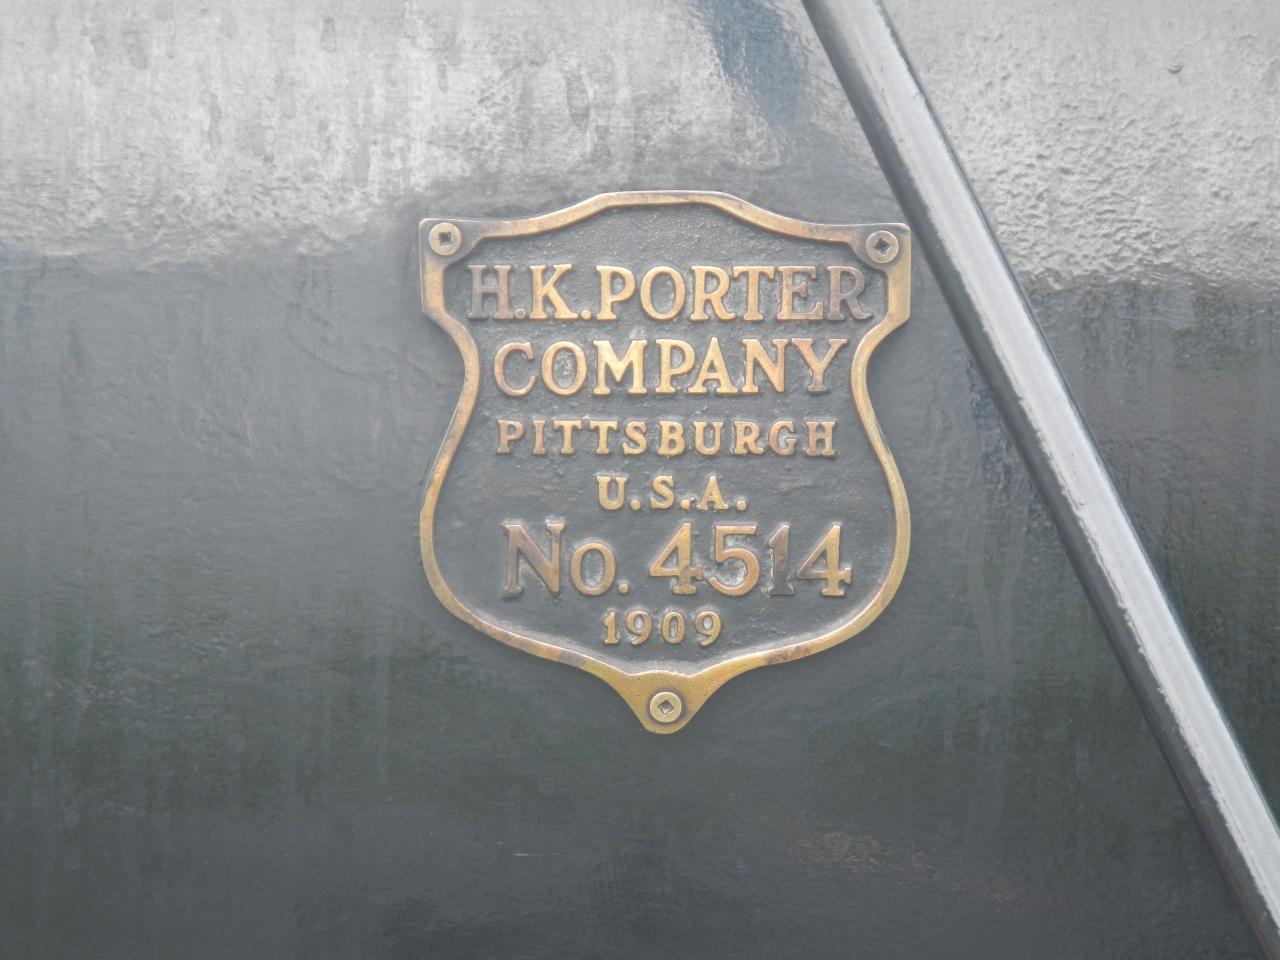 H.K.PORTER
COMPANY
PITTSBURGH
U.S.A.
No. 4514
1909